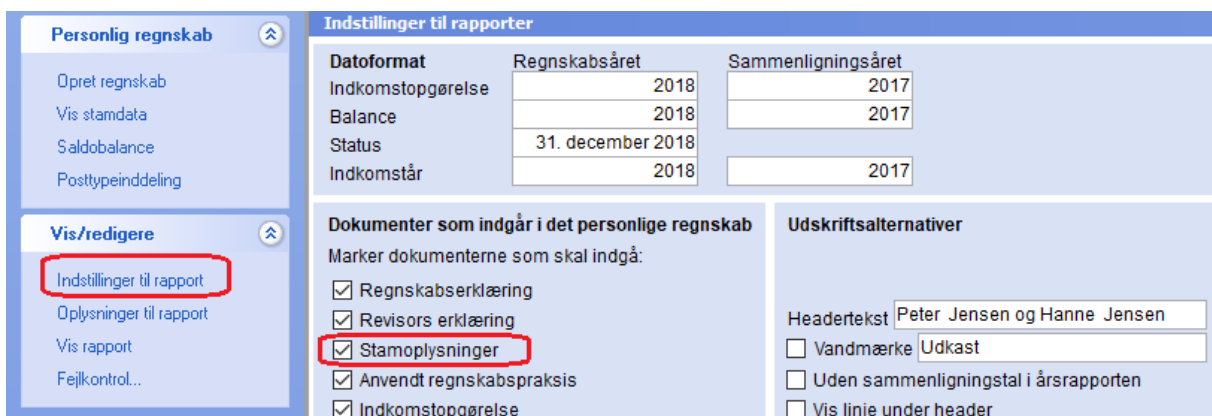 Personlig regnskab
Opret regnskab
Vis stamdata
Saldobalance
Posttypeinddeling
Vis/redigere
Indstillinger til rapport
Oplysninger til rapport
Vis rapport
Fejlkontrol...
Indstillinger til rapporter
Datoformat Regnskabsåret Sammenligningsåret
Indkomstopgørelse 2018 2017
Balance 2018 2017
Status 31. december 2018
Indkomstår 2018 2017
Dokumenter som indgår i det personlige regnskab
Marker dokumenterne som skal indgå:
Regnskabserklæring
Revisors erklæring
Stamoplysninger
Anvendt regnskabspraksis
Indkomstopgørelse
Udskriftsalternativer
Headertekst Peter Jensen og Hanne Jensen
Vandmærke Udkast
Uden sammenligningstal i årsrapporten
Vis linje under header